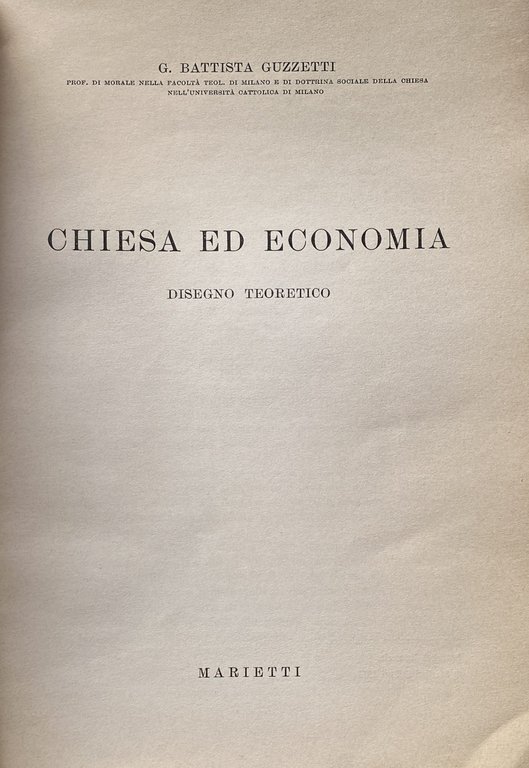 G. BATTISTA GUZZETTI
PROF. DI MORALE NELLA FACOLTÀ TEOL. DI MILANO E DI DOTTRINA SOCIALE DELLA CHIESA
NELL'UNIVERSITÀ CATTOLICA DI MILANO
CHIESA ED ECONOMIA
DISEGNO TEORETICO
MARIETTI